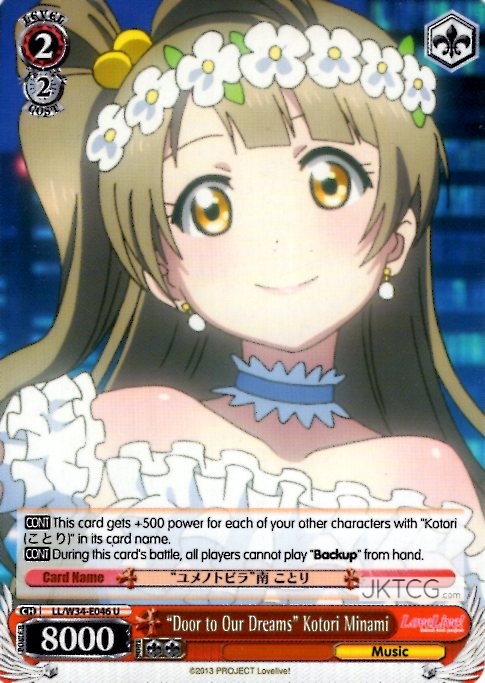 LEVEL
2
2
COST
CONT This card gets +500 power for each of your other characters with "Kotori
(ことり)" in its card name.
CONT During this card's battle, all players cannot play "Backup" from hand.
Card Name
"ユメノトビラ"南 ことり
JKTCG.com
CH
LL/W34-E046 U
"Door to Our Dreams" Kotori Minami
LoveLive!
POWER
8000
SOUL
Music
©2013 PROJECT Lovelive!